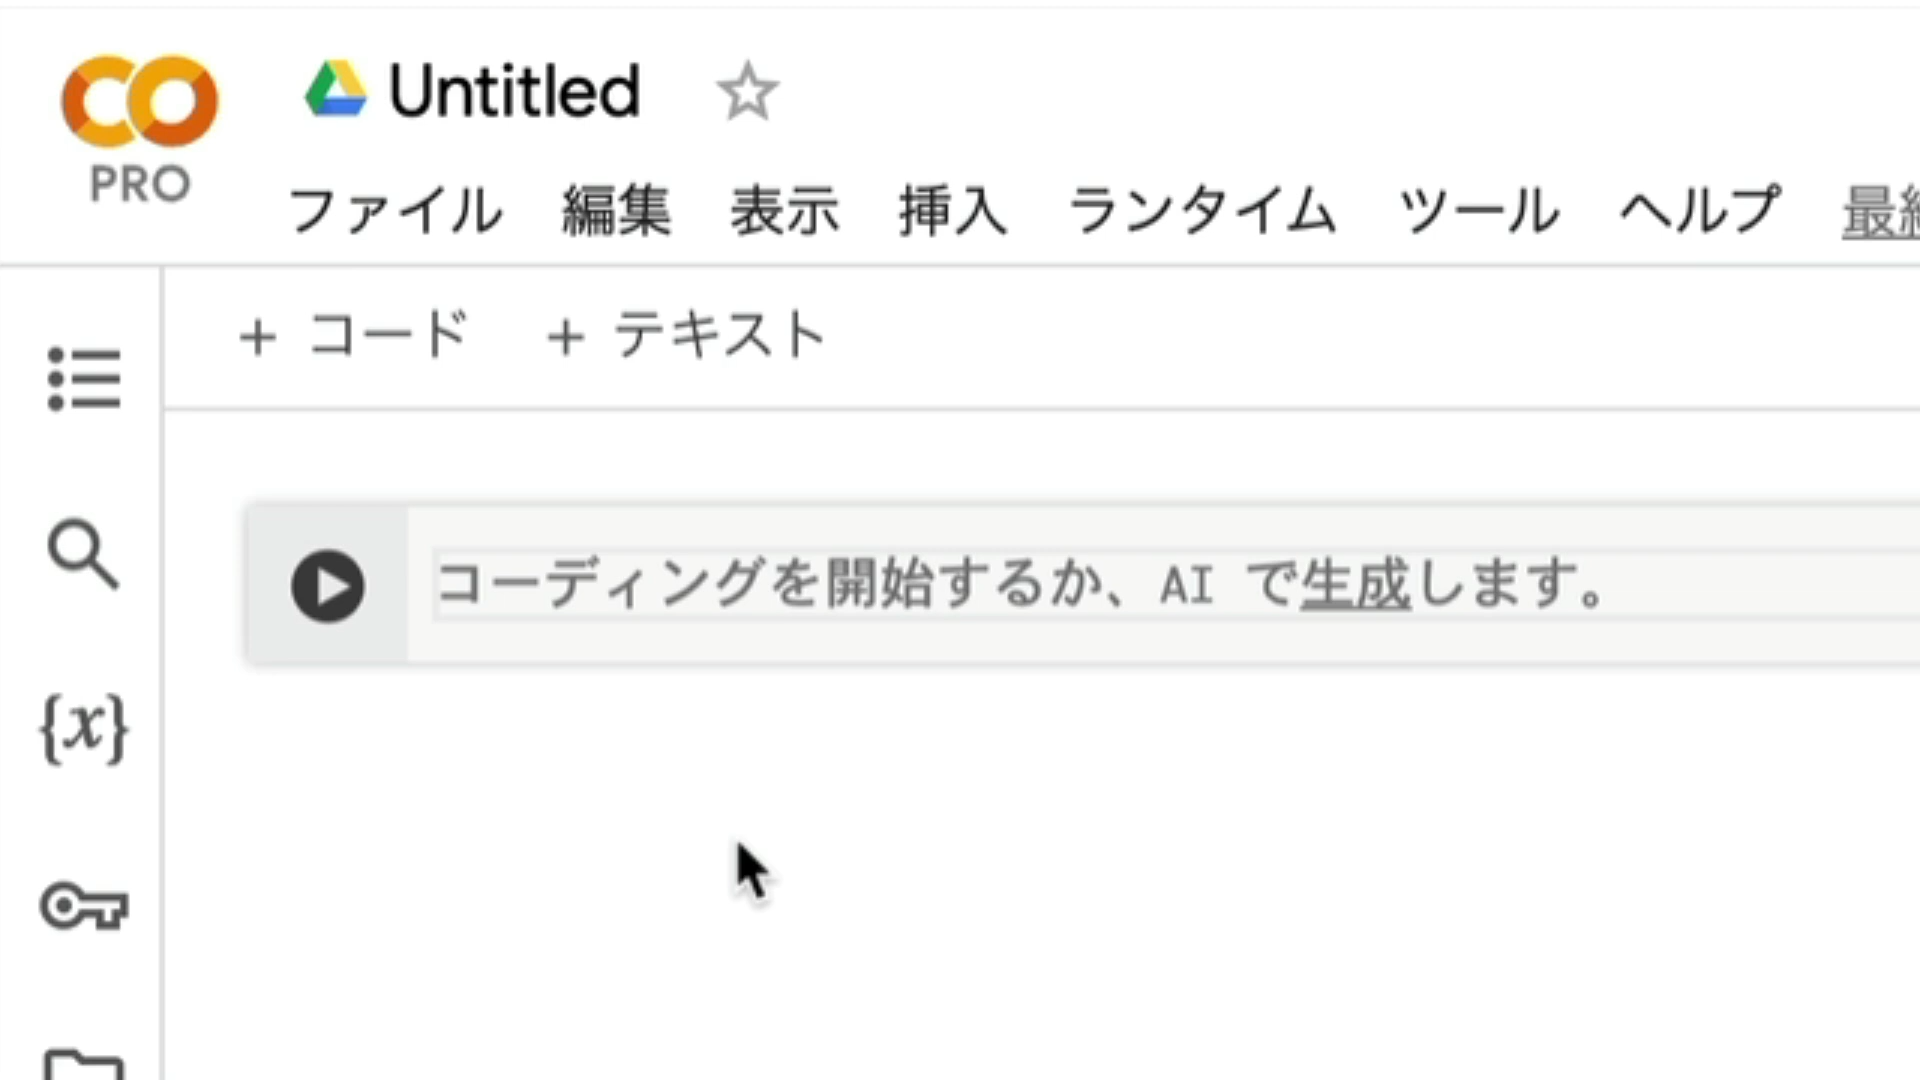 CO Untitled
PRO
ファイル 編集 表示 挿入 ランタイム ツール ヘルプ 最終
+ コード + テキスト
コーディングを開始するか、AI で生成します。
{x}